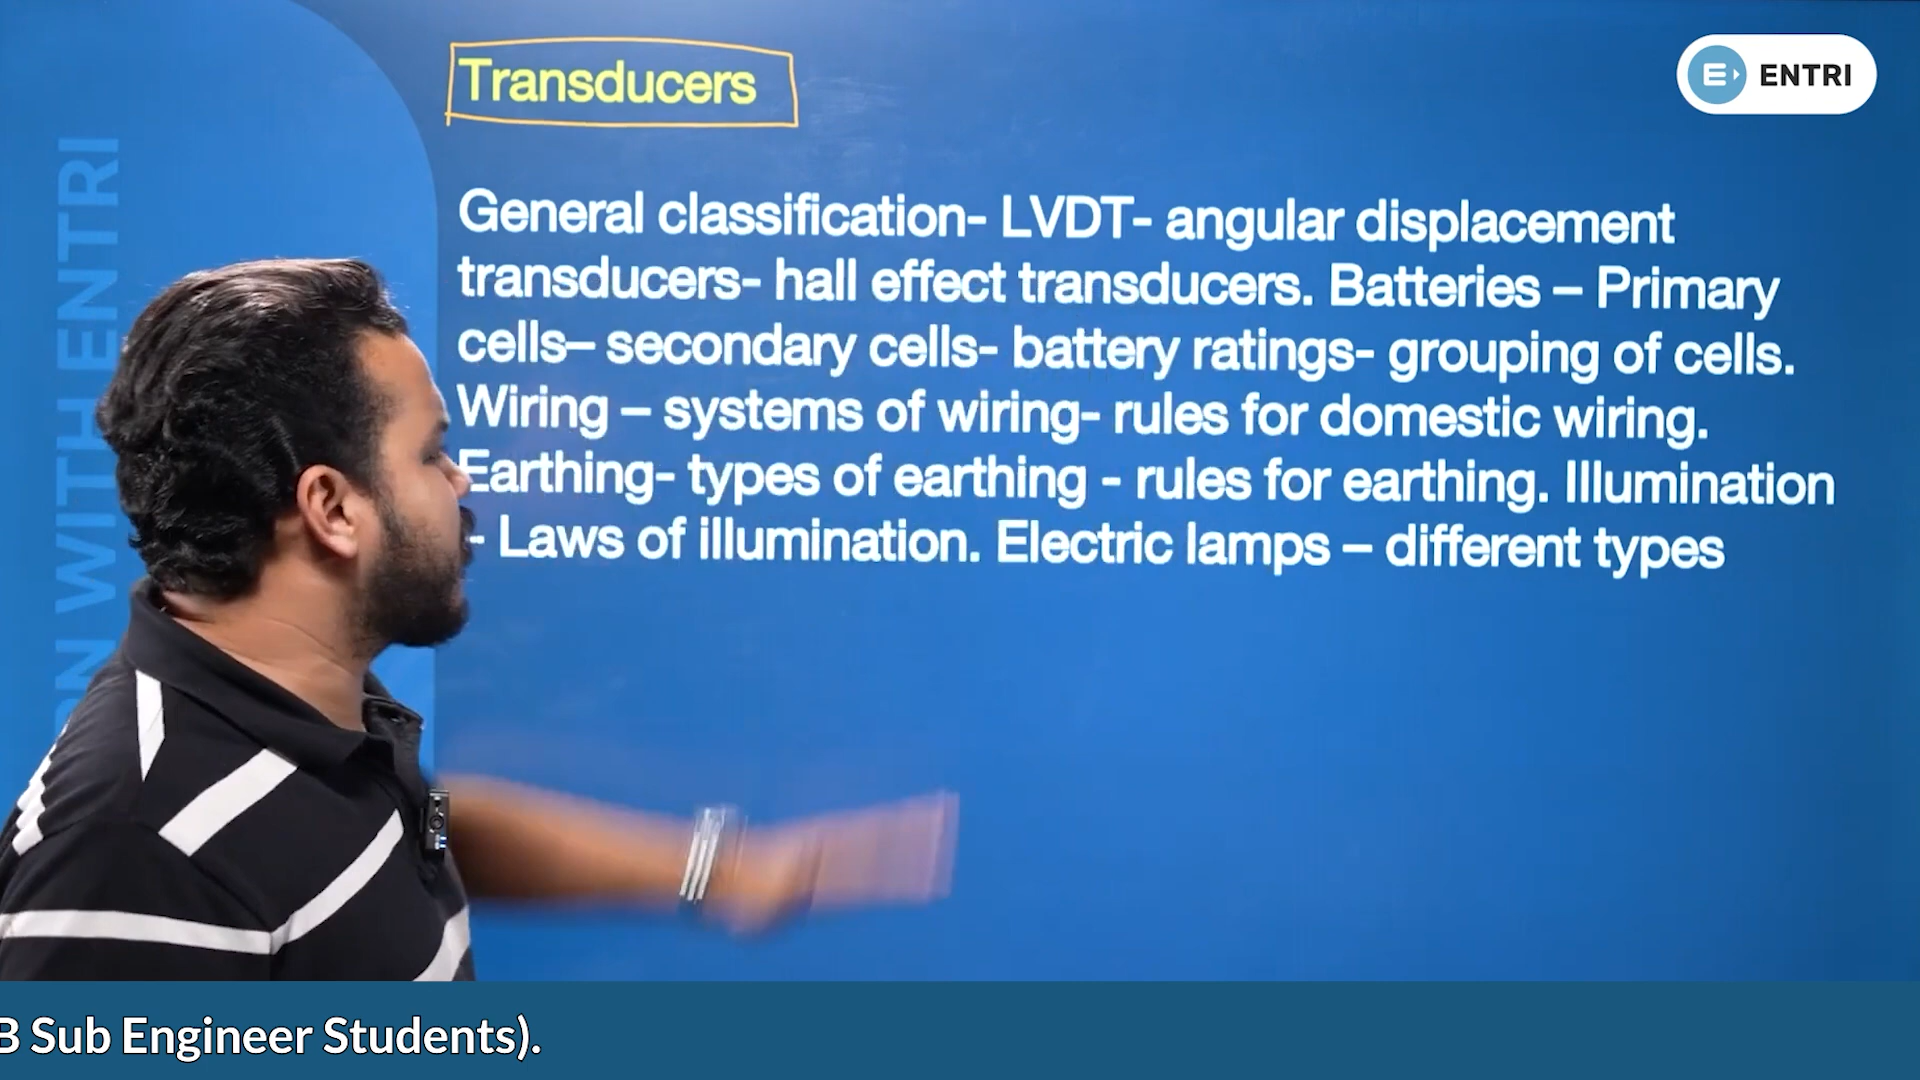 Transducers
ENTRI
General classification- LVDT- angular displacement
transducers- hall effect transducers. Batteries – Primary
cells– secondary cells- battery ratings- grouping of cells.
Wiring – systems of wiring- rules for domestic wiring.
Earthing- types of earthing - rules for earthing. Illumination
- Laws of illumination. Electric lamps – different types
WITH ENTRI
B Sub Engineer Students).